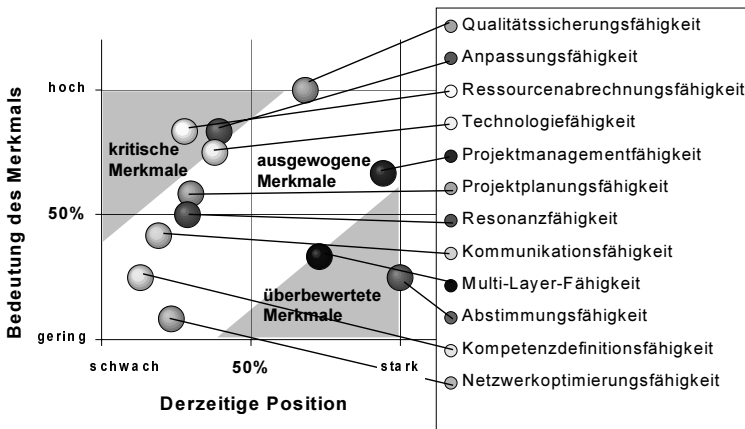 Qualitätssicherungsfähigkeit
Anpassungsfähigkeit
Ressourcenabrechnungsfähigkeit
Technologiefähigkeit
Projektmanagementfähigkeit
Projektplanungsfähigkeit
Resonanzfähigkeit
Kommunikationsfähigkeit
Multi-Layer-Fähigkeit
Abstimmungsfähigkeit
Kompetenzdefinitionsfähigkeit
Netzwerkoptimierungsfähigkeit
Bedeutung des Merkmals
hoch
50%
gering
kritische
Merkmale
ausgewogene
Merkmale
überbewertete
Merkmale
schwach
50%
stark
Derzeitige Position